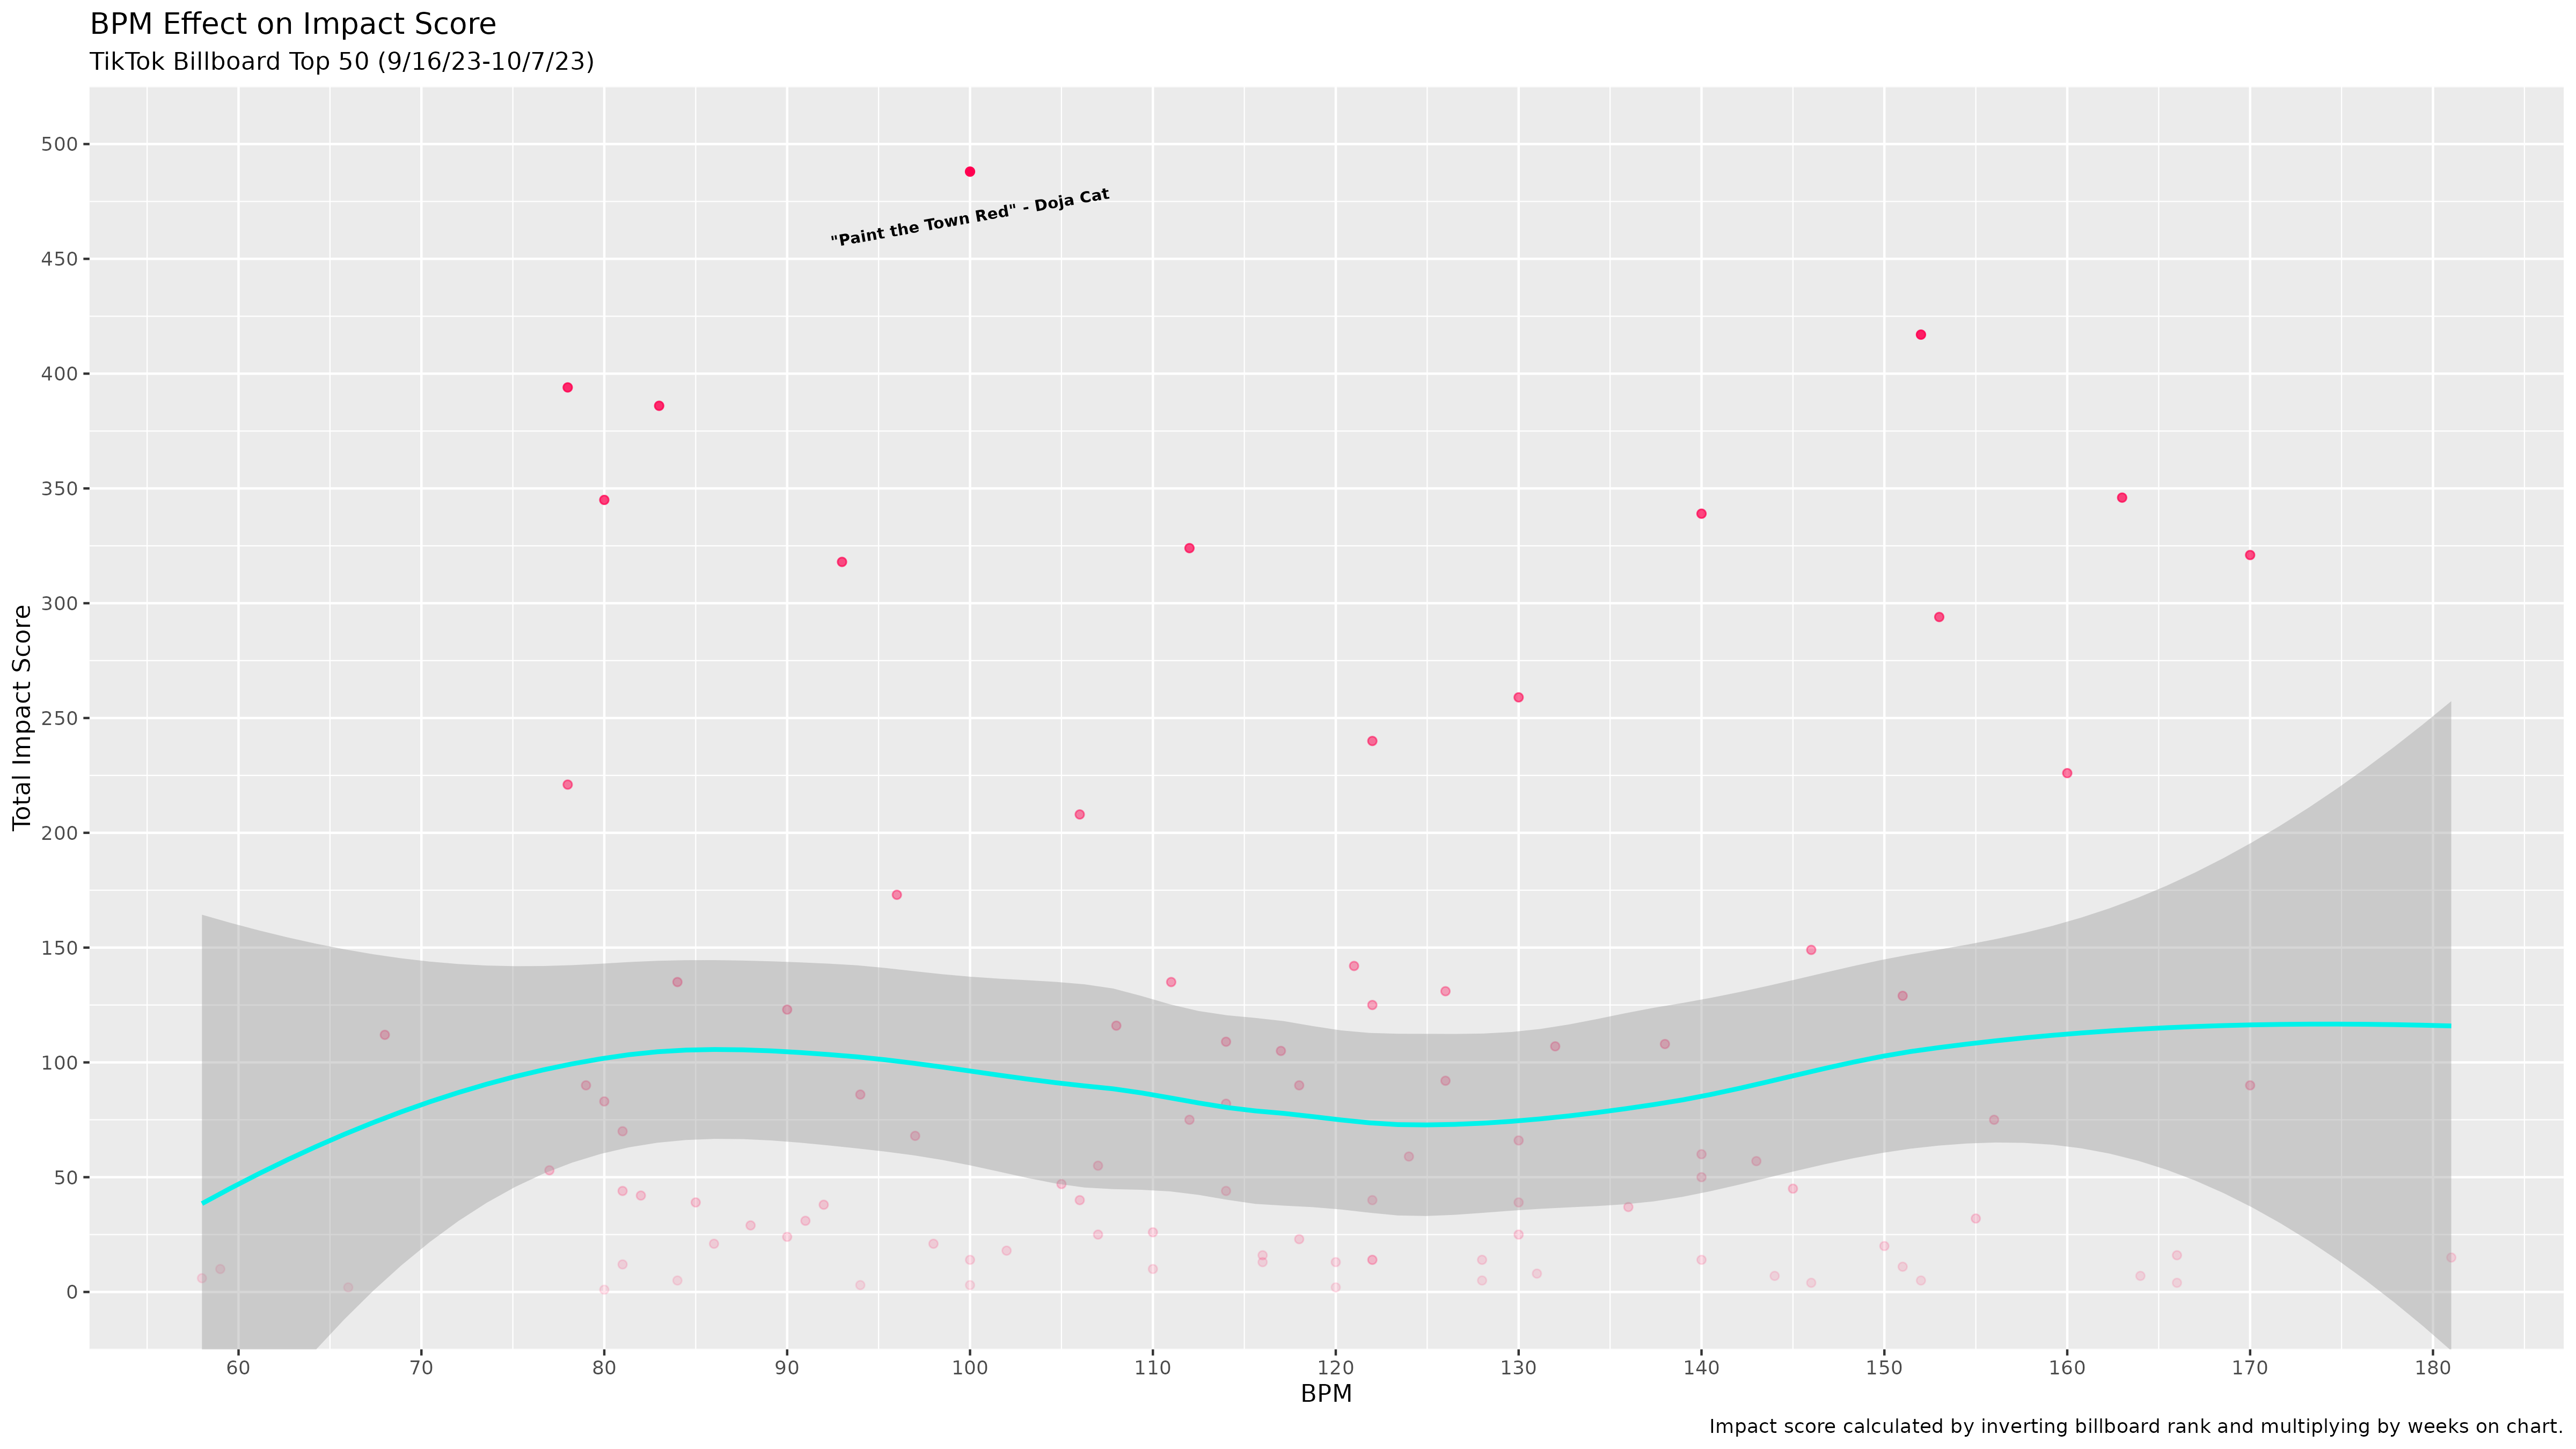 BPM Effect on Impact Score
TikTok Billboard Top 50 (9/16/23-10/7/23)
Total Impact Score
500
450
400
350
300
250
200
150
100
50
0
"Paint the Town Red" - Doja Cat
60 70 80 90 100 110 120 130 140 150 160 170 180
BPM
Impact score calculated by inverting billboard rank and multiplying by weeks on chart.